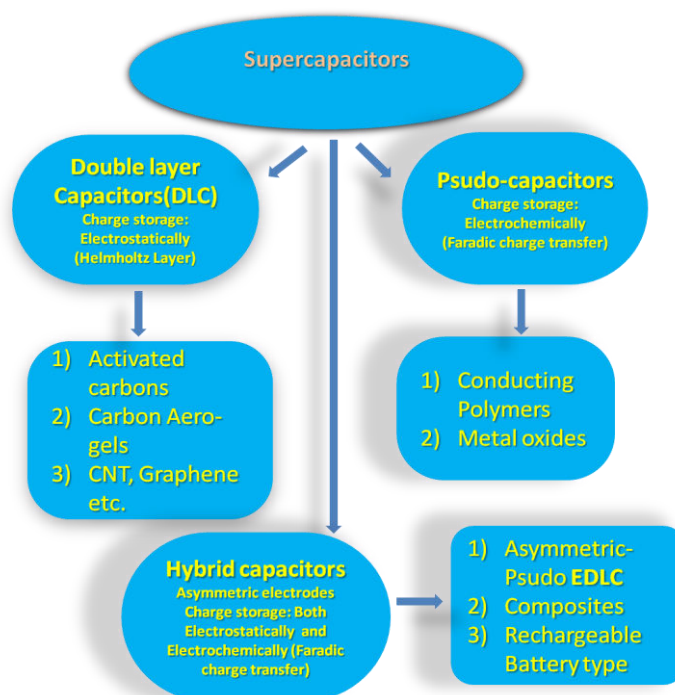 Supercapacitors
Double layer
Capacitors(DLC)
Charge storage:
Electrostatically
(Helmholtz Layer)
Psudo-capacitors
Charge storage:
Electrochemically
(Faradic charge transfer)
1) Activated
carbons
2) Carbon Aero-
gels
3) CNT, Graphene
etc.
1) Conducting
Polymers
2) Metal oxides
Hybrid capacitors
Asymmetric electrodes
Charge storage: Both
Electrostatically and
Electrochemically (Faradic
charge transfer)
1) Asymmetric-
Psudo EDLC
2) Composites
3) Rechargeable
Battery type